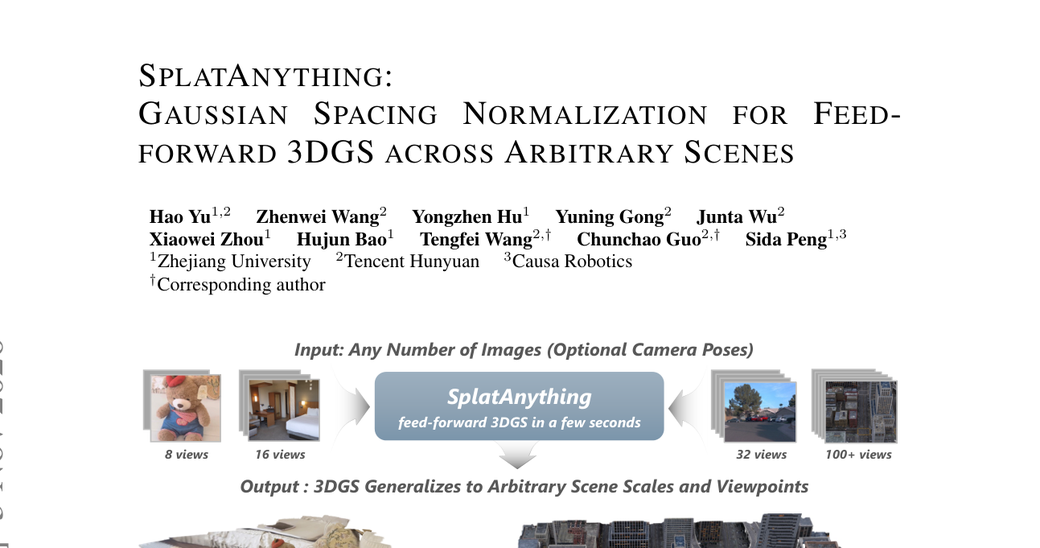 SPLATANYTHING:
GAUSSIAN SPACING NORMALIZATION FOR FEED-
FORWARD 3DGS ACROSS ARBITRARY SCENES
Hao Yu¹,² Zhenwei Wang² Yongzhen Hu¹ Yuning Gong² Junta Wu²
Xiaowei Zhou¹ Hujun Bao¹ Tengfei Wang²,† Chunchao Guo²,† Sida Peng¹,³
¹Zhejiang University ²Tencent Hunyuan ³Causa Robotics
†Corresponding author
Input: Any Number of Images (Optional Camera Poses)
SplatAnything
feed-forward 3DGS in a few seconds
8 views 16 views 32 views 100+ views
Output : 3DGS Generalizes to Arbitrary Scene Scales and Viewpoints